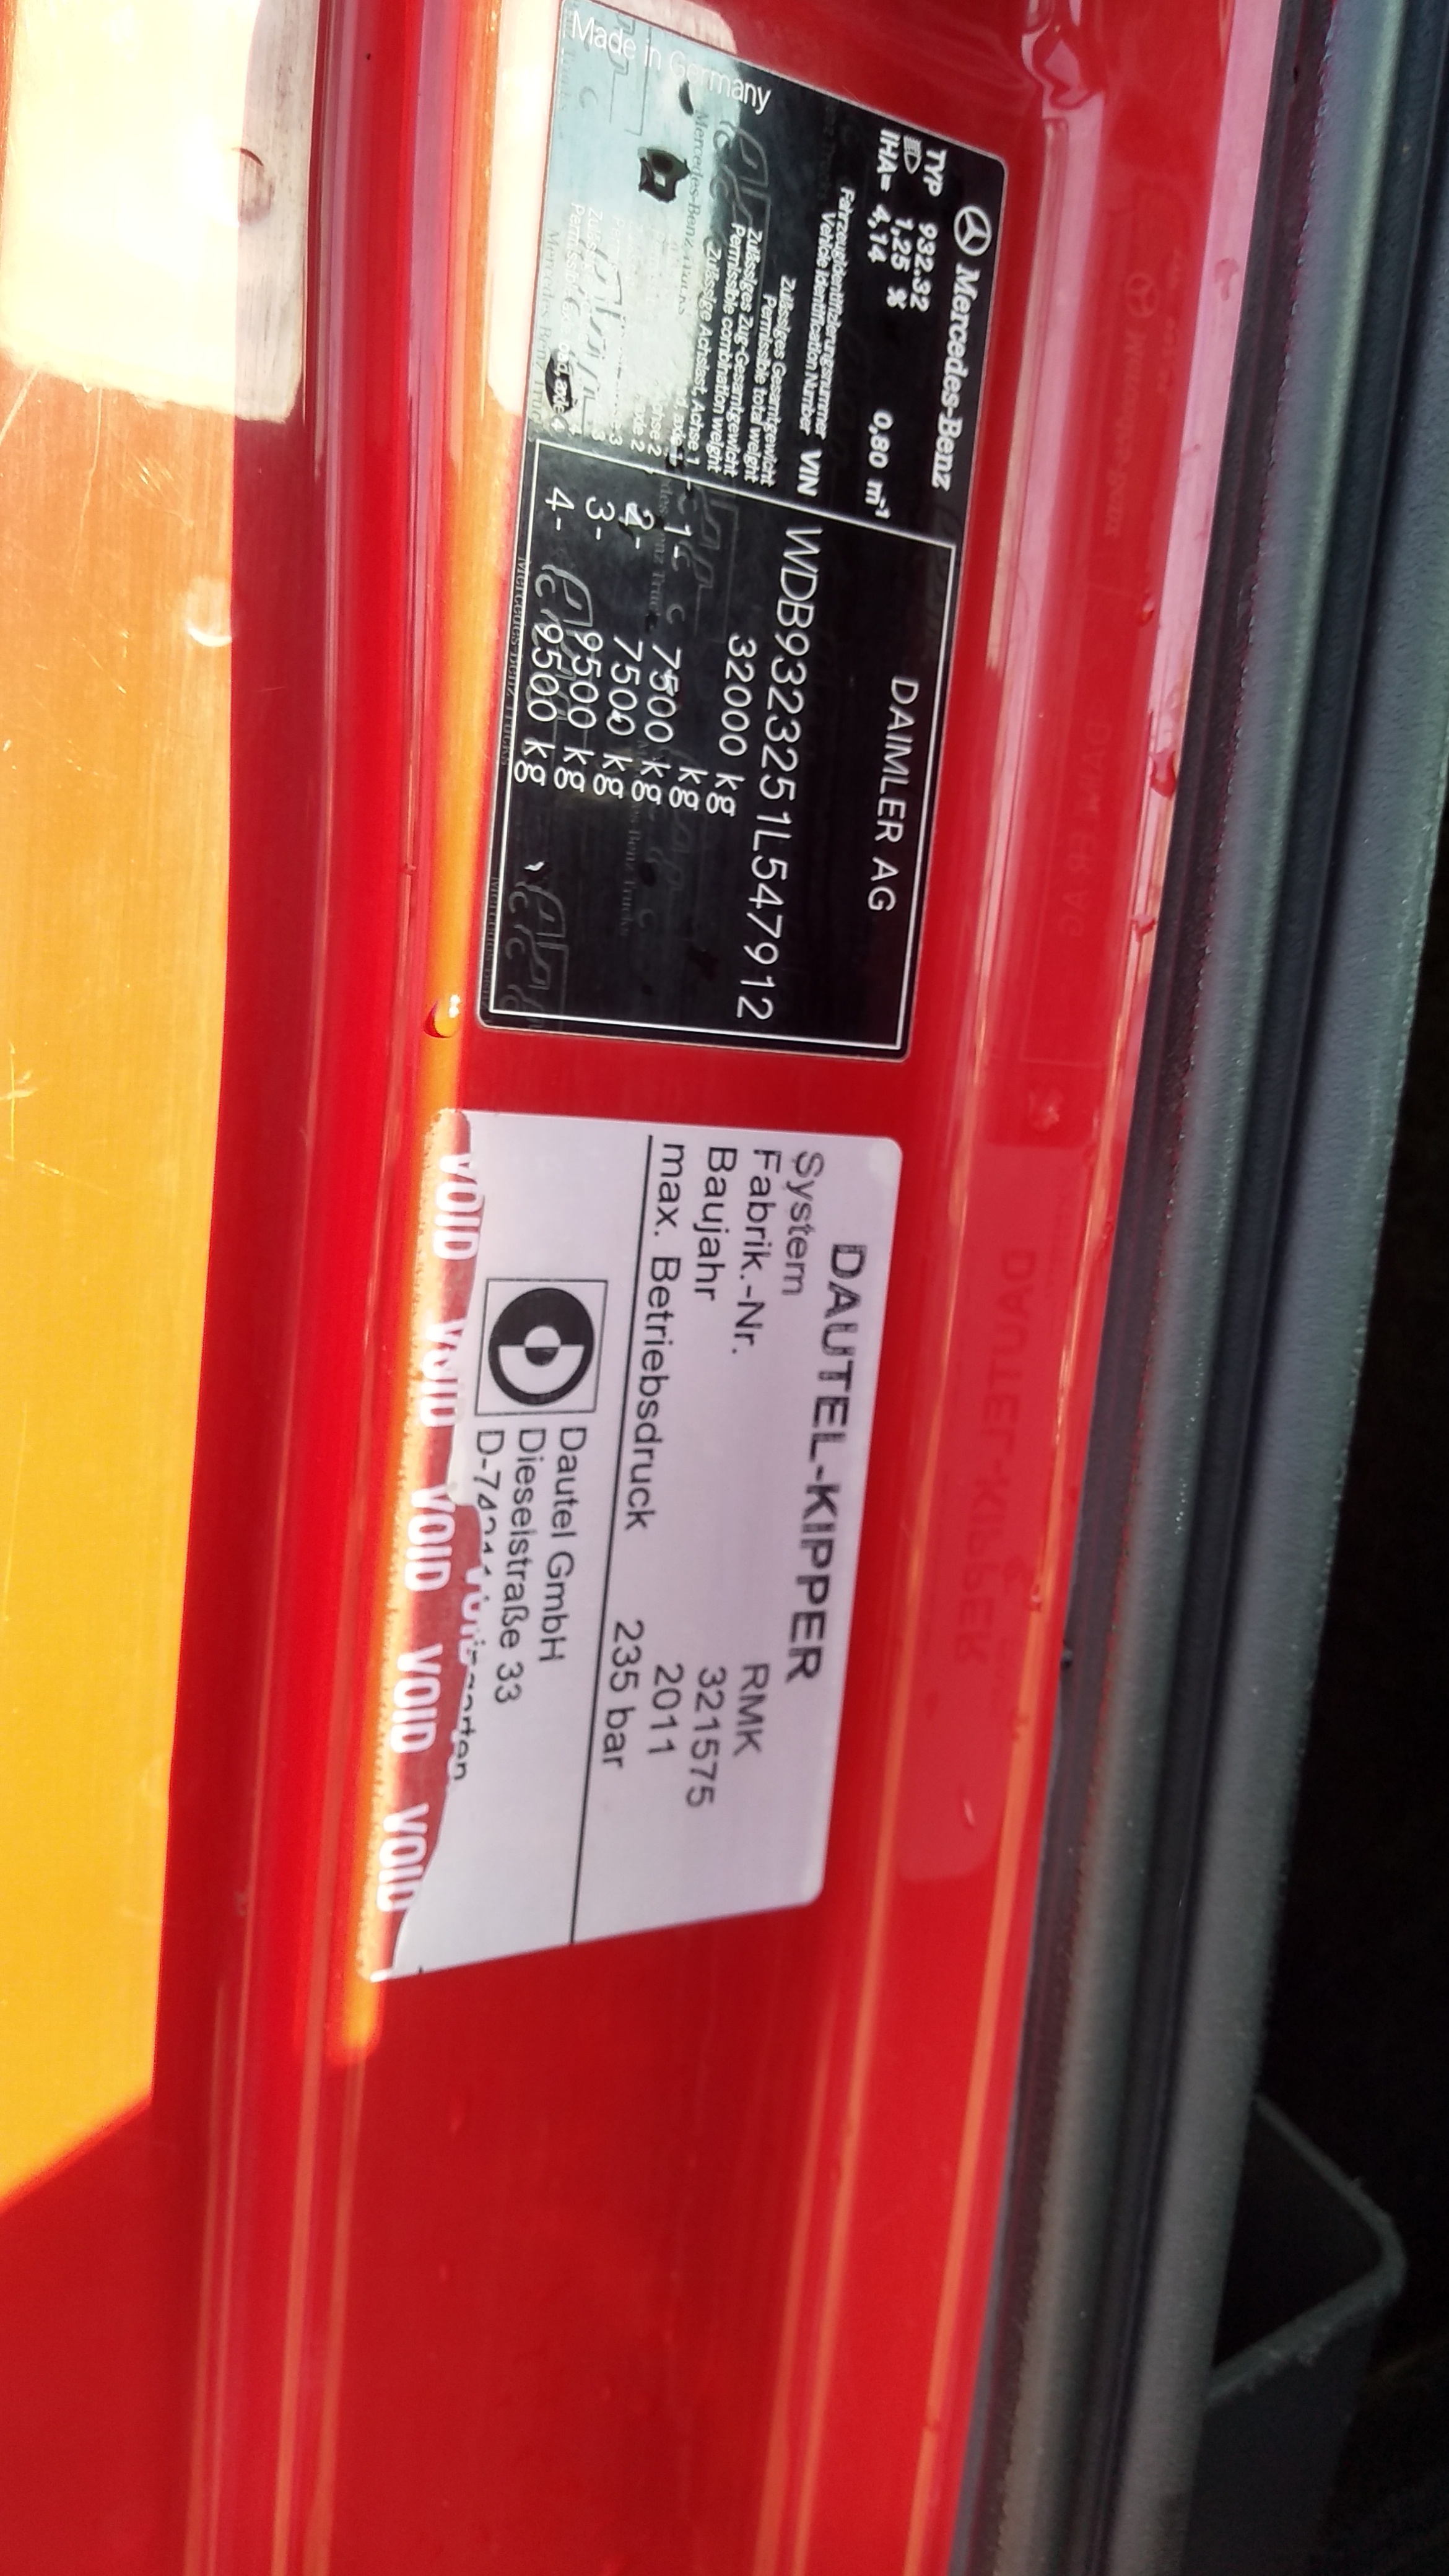 Mercedes-Benz
TYP 932.32
1,25 % 0,80 m⁻¹
IHA= 4,14
DAIMLER AG
Fahrzeugidentifizierungsnummer
Vehicle Identification Number VIN WDB9323251L547912
Zulässiges Gesamtgewicht
Permissible total weight 32000 kg
Zulässiges Zug-Gesamtgewicht
Permissible combination weight kg
Zulässige Achslast, Achse 1
1- 7500 kg
2- 7500 kg
3- 9500 kg
4- 9500 kg
Made in Germany
DAUTEL-KIPPER
System RMK
Fabrik.-Nr. 321575
Baujahr 2011
max. Betriebsdruck 235 bar
Dautel GmbH
Dieselstraße 33
VOID VOID VOID VOID VOID